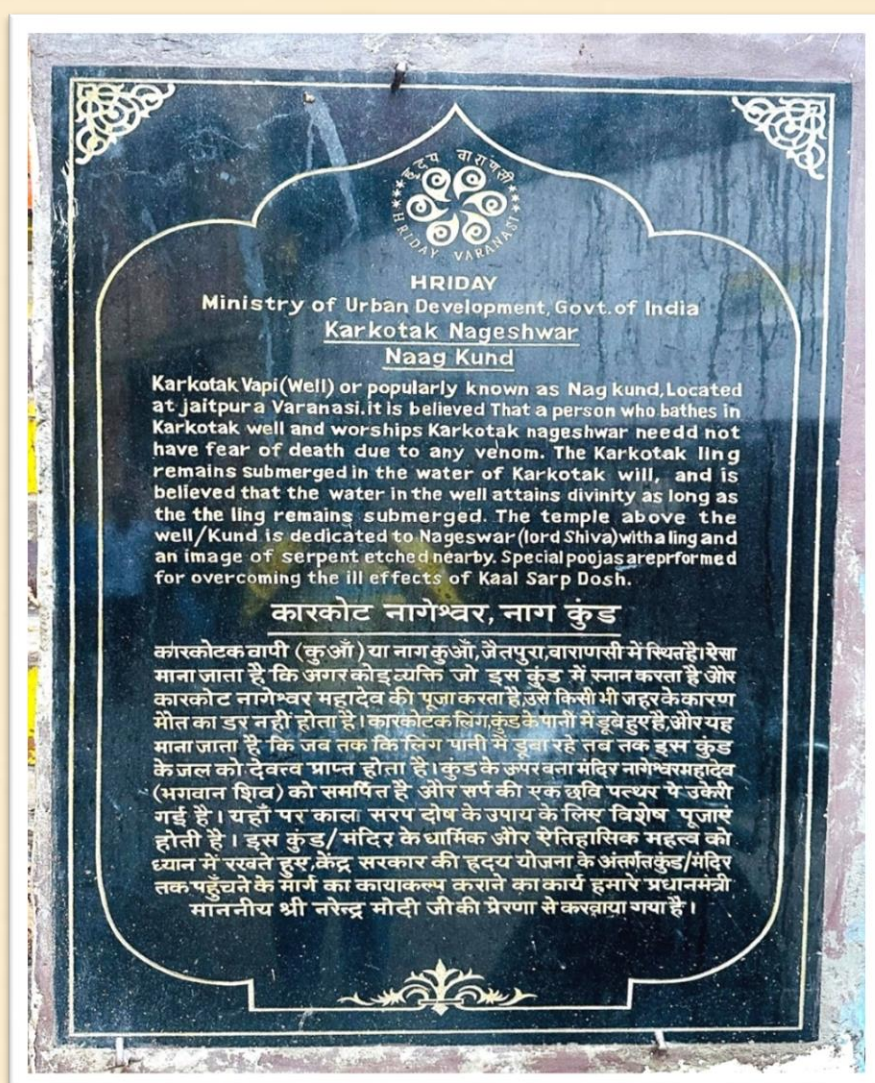 हृदय वाराणसी
HRIDAY VARANASI
HRIDAY
Ministry of Urban Development, Govt. of India
Karkotak Nageshwar
Naag Kund
Karkotak Vapi (Well) or popularly known as Nag kund, Located
at jaitpura Varanasi. it is believed That a person who bathes in
Karkotak well and worships Karkotak nageshwar needd not
have fear of death due to any venom. The Karkotak ling
remains submerged in the water of Karkotak will, and is
believed that the water in the well attains divinity as long as
the the ling remains submerged. The temple above the
well/Kund is dedicated to Nageswar (lord Shiva) with a ling and
an image of serpent etched nearby. Special poojas are prformed
for overcoming the ill effects of Kaal Sarp Dosh.
कारकोट नागेश्वर, नाग कुंड
कारकोटक वापी (कुआँ) या नाग कुआँ, जैतपुरा, वाराणसी में स्थित है। ऐसा
माना जाता है कि अगर कोइ व्यक्ति जो इस कुंड में स्नान करता है और
कारकोट नागेश्वर महादेव की पूजा करता है, उसे किसी भी जहर के कारण
मौत का डर नहीं होता है। कारकोटक लिंग, कुंड के पानी में डूबे हुए है, और यह
माना जाता है कि जब तक कि लिंग पानी में डूबा रहे तब तक इस कुंड
के जल को देवत्व प्राप्त होता है। कुंड के ऊपर बना मंदिर नागेश्वर महादेव
(भगवान शिव) को समर्पित है और सर्प की एक छवि पत्थर पे उकेरी
गई है। यहाँ पर काला सरप दोष के उपाय के लिए विशेष पूजाएं
होती है। इस कुंड/मंदिर के धार्मिक और ऐतिहासिक महत्व को
ध्यान में रखते हुए, केंद्र सरकार की हृदय योजना के अंतर्गत कुंड/मंदिर
तक पहुँचने के मार्ग का कायाकल्प कराने का कार्य हमारे प्रधानमंत्री
माननीय श्री नरेन्द्र मोदी जी की प्रेरणा से करवाया गया है।